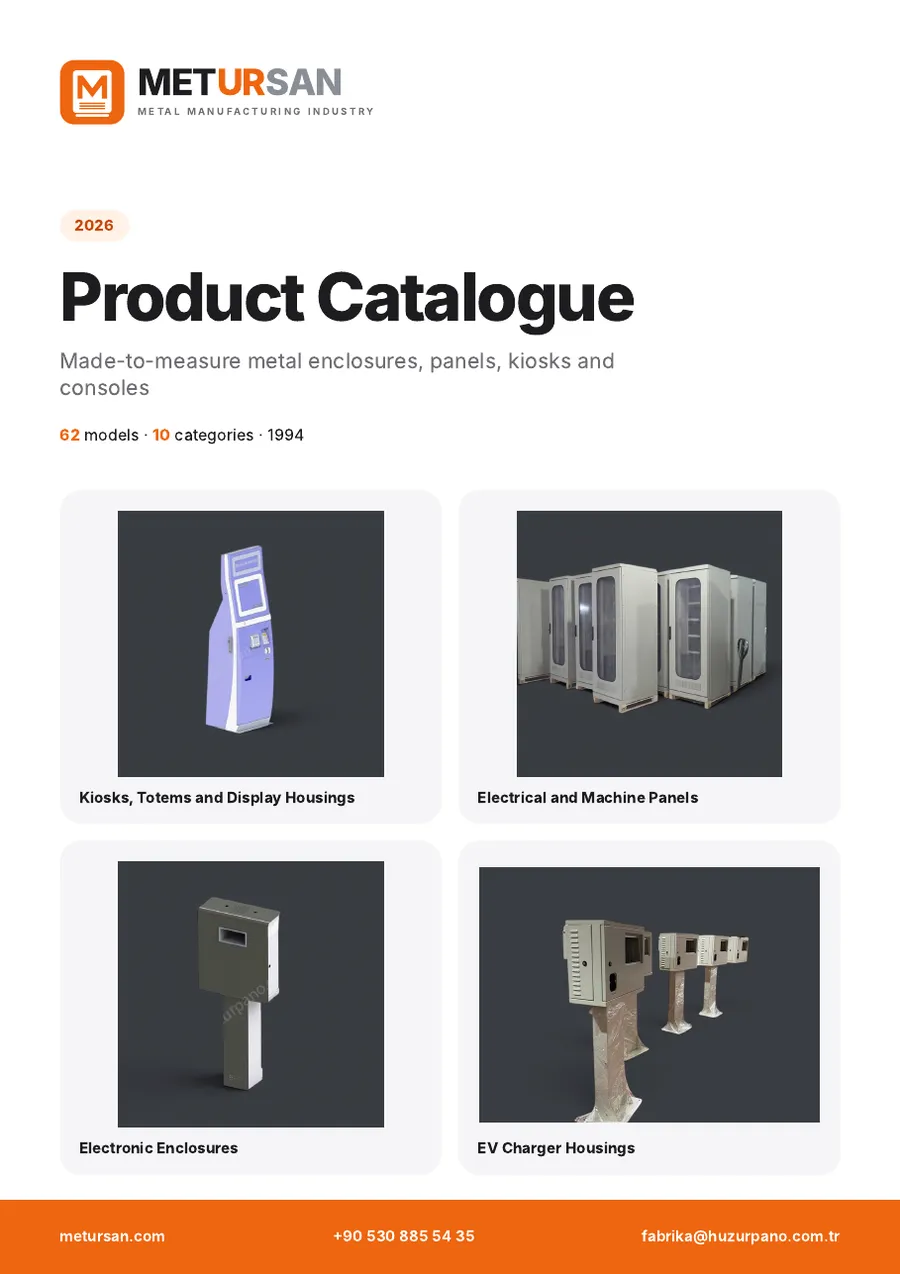 METURSAN
METAL MANUFACTURING INDUSTRY
2026
Product Catalogue
Made-to-measure metal enclosures, panels, kiosks and
consoles
62 models · 10 categories · 1994
Kiosks, Totems and Display Housings
Electrical and Machine Panels
urpano
Electronic Enclosures
EV Charger Housings
metursan.com
+90 530 885 54 35
fabrika@huzurpano.com.tr